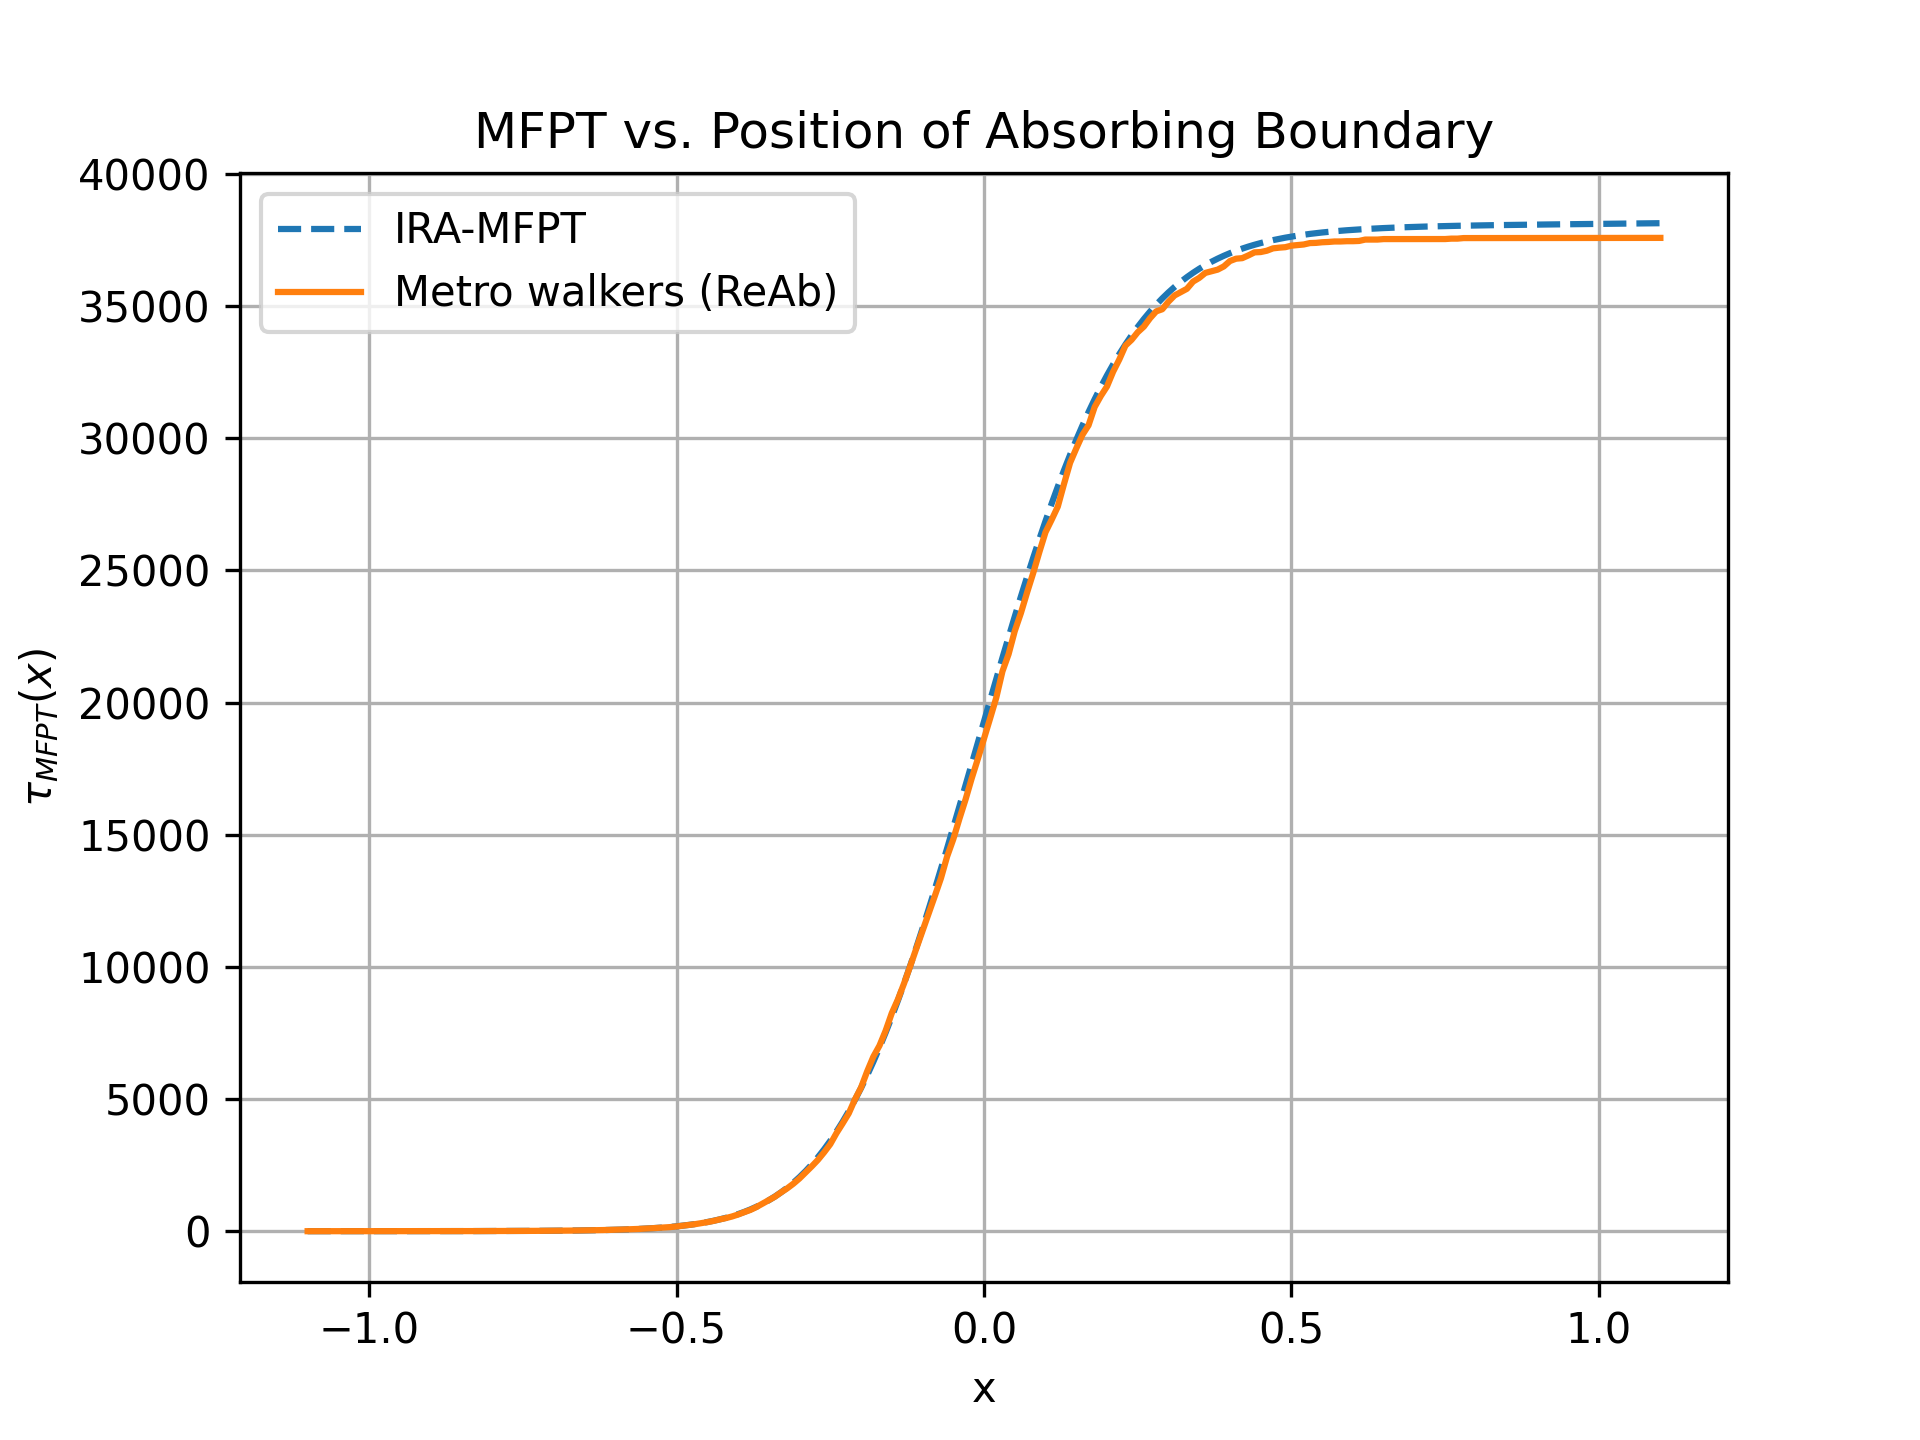 MFPT vs. Position of Absorbing Boundary
40000
35000
30000
25000
20000
15000
10000
5000
0
IRA-MFPT
Metro walkers (ReAb)
τ_{MFPT}(x)
−1.0
−0.5
0.0
0.5
1.0
x